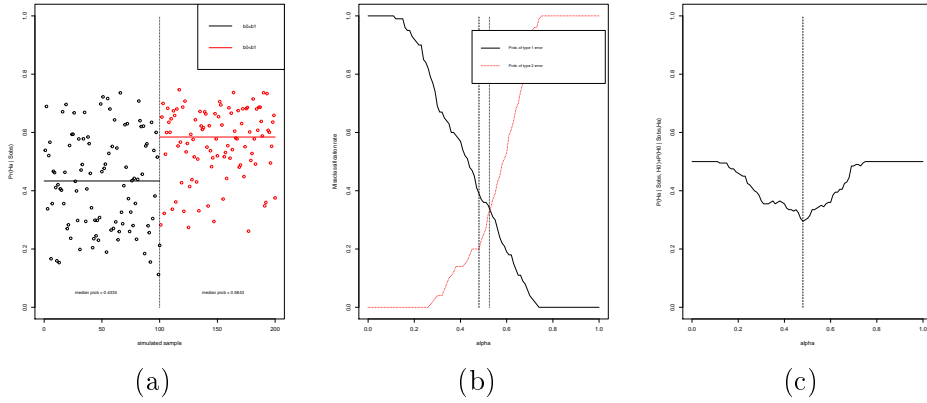 b0=b1
b0<b1
Pr(Ha | Sobs)
0.0 0.2 0.4 0.6 0.8 1.0
median prob = 0.4339
median prob = 0.5843
0 50 100 150 200
simulated sample
(a)
Prob. of type 1 error
Prob. of type 2 error
Misclassification rate
0.0 0.2 0.4 0.6 0.8 1.0
0.0 0.2 0.4 0.6 0.8 1.0
alpha
(b)
0.0 0.2 0.4 0.6 0.8 1.0
0.0 0.2 0.4 0.6 0.8 1.0
alpha
(c)